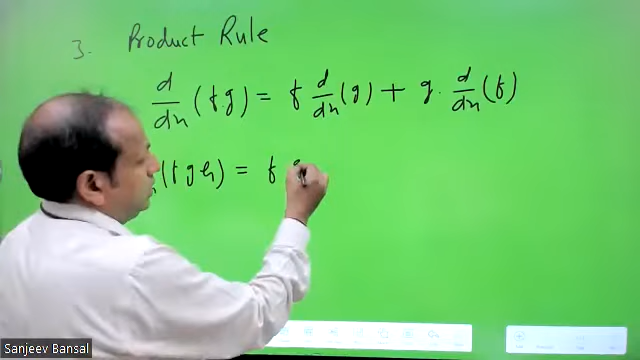 3. Product Rule
d/dx (fg) = f d/dx (g) + g. d/dx (f)
(fgh) = f g
Sanjeev Bansal